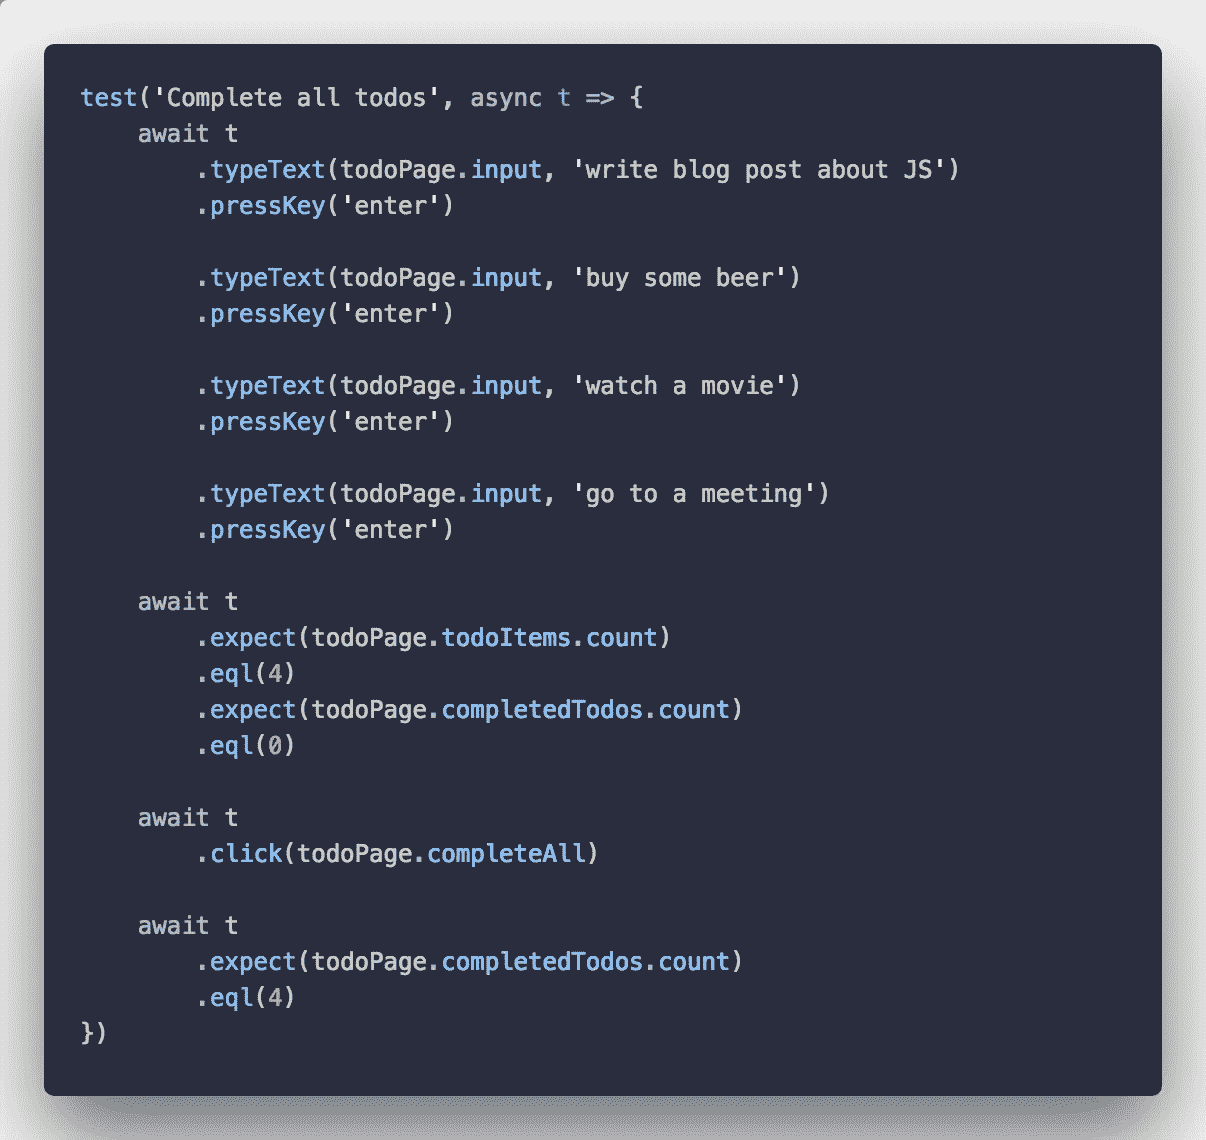 test('Complete all todos', async t => {
    await t
        .typeText(todoPage.input, 'write blog post about JS')
        .pressKey('enter')

        .typeText(todoPage.input, 'buy some beer')
        .pressKey('enter')

        .typeText(todoPage.input, 'watch a movie')
        .pressKey('enter')

        .typeText(todoPage.input, 'go to a meeting')
        .pressKey('enter')

    await t
        .expect(todoPage.todoItems.count)
        .eql(4)
        .expect(todoPage.completedTodos.count)
        .eql(0)

    await t
        .click(todoPage.completeAll)

    await t
        .expect(todoPage.completedTodos.count)
        .eql(4)
})